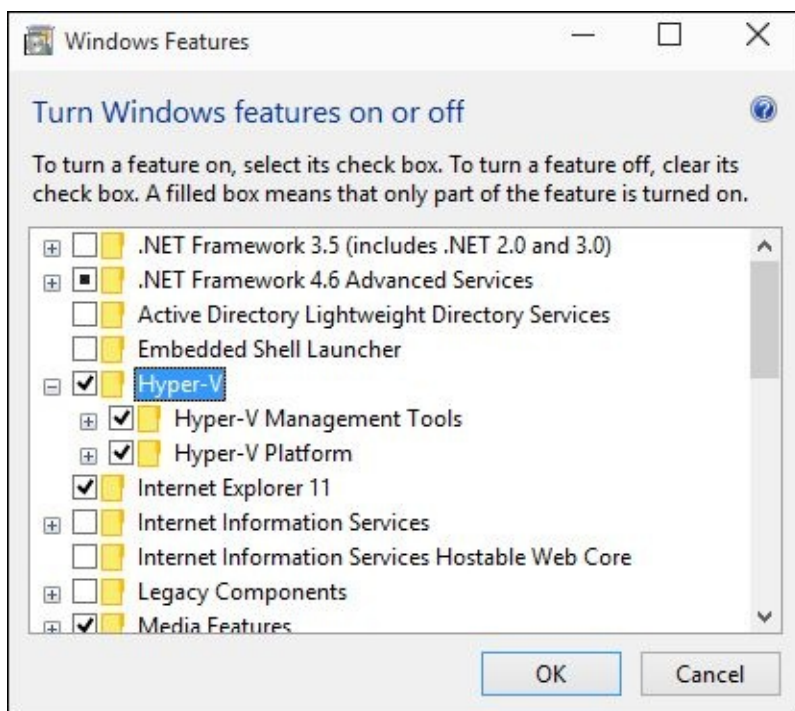 Windows Features
Turn Windows features on or off
To turn a feature on, select its check box. To turn a feature off, clear its
check box. A filled box means that only part of the feature is turned on.
.NET Framework 3.5 (includes .NET 2.0 and 3.0)
.NET Framework 4.6 Advanced Services
Active Directory Lightweight Directory Services
Embedded Shell Launcher
Hyper-V
Hyper-V Management Tools
Hyper-V Platform
Internet Explorer 11
Internet Information Services
Internet Information Services Hostable Web Core
Legacy Components
Media Features
OK Cancel